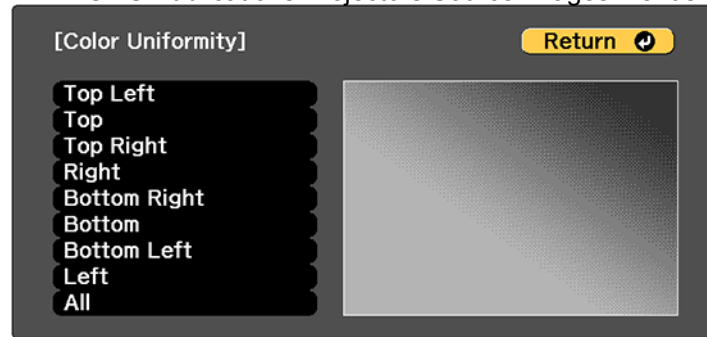 [Color Uniformity]
Return
Top Left
Top
Top Right
Right
Bottom Right
Bottom
Bottom Left
Left
All